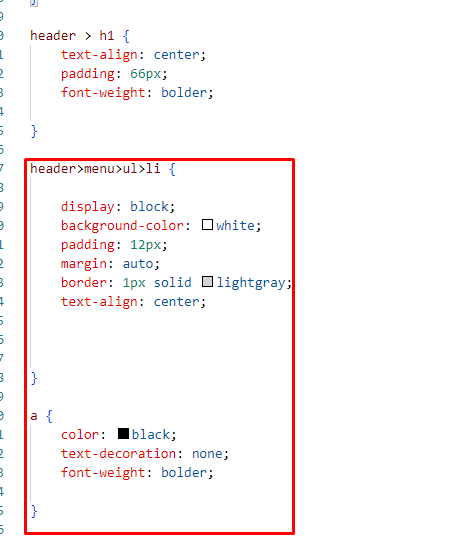 }
header > h1 {
text-align: center;
padding: 66px;
font-weight: bolder;
}
header>menu>ul>li {
display: block;
background-color: white;
padding: 12px;
margin: auto;
border: 1px solid lightgray;
text-align: center;
}
a {
color: black;
text-decoration: none;
font-weight: bolder;
}